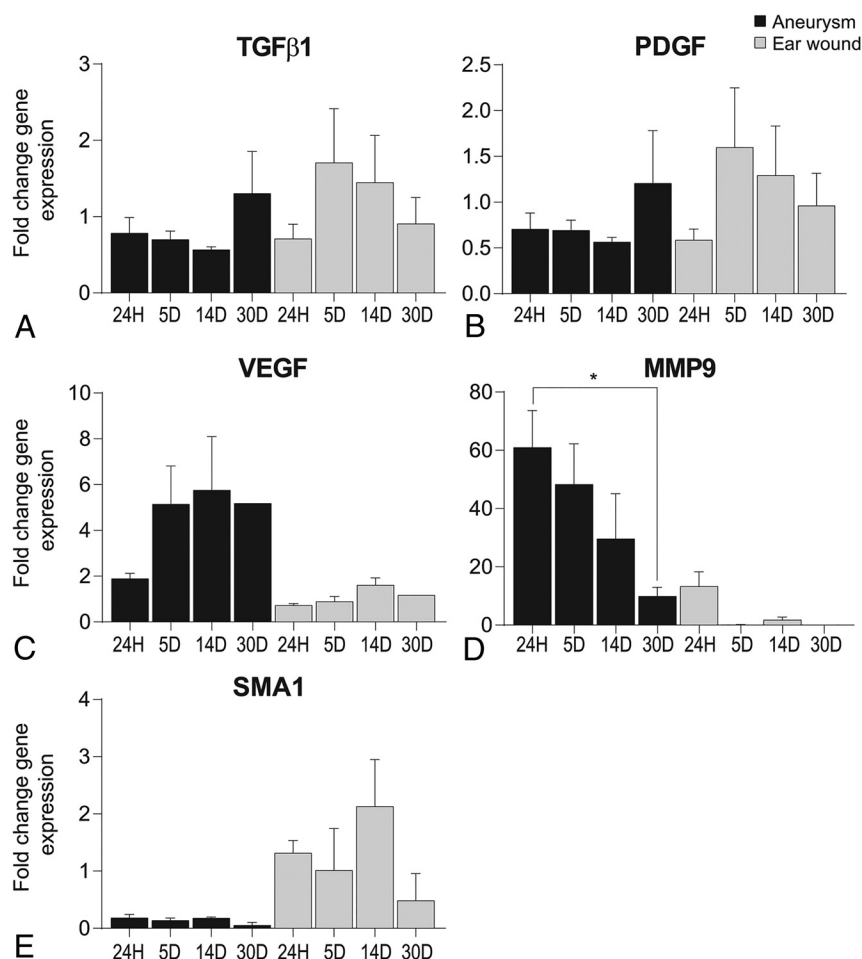 Aneurysm
Ear wound
TGFβ1
Fold change gene
expression
3
2
1
0
24H 5D 14D 30D 24H 5D 14D 30D
A
PDGF
2.5
2.0
1.5
1.0
0.5
0.0
24H 5D 14D 30D 24H 5D 14D 30D
B
VEGF
Fold change gene
expression
10
8
6
4
2
0
24H 5D 14D 30D 24H 5D 14D 30D
C
MMP9
*
80
60
40
20
0
24H 5D 14D 30D 24H 5D 14D 30D
D
SMA1
Fold change gene
expression
4
3
2
1
0
24H 5D 14D 30D 24H 5D 14D 30D
E